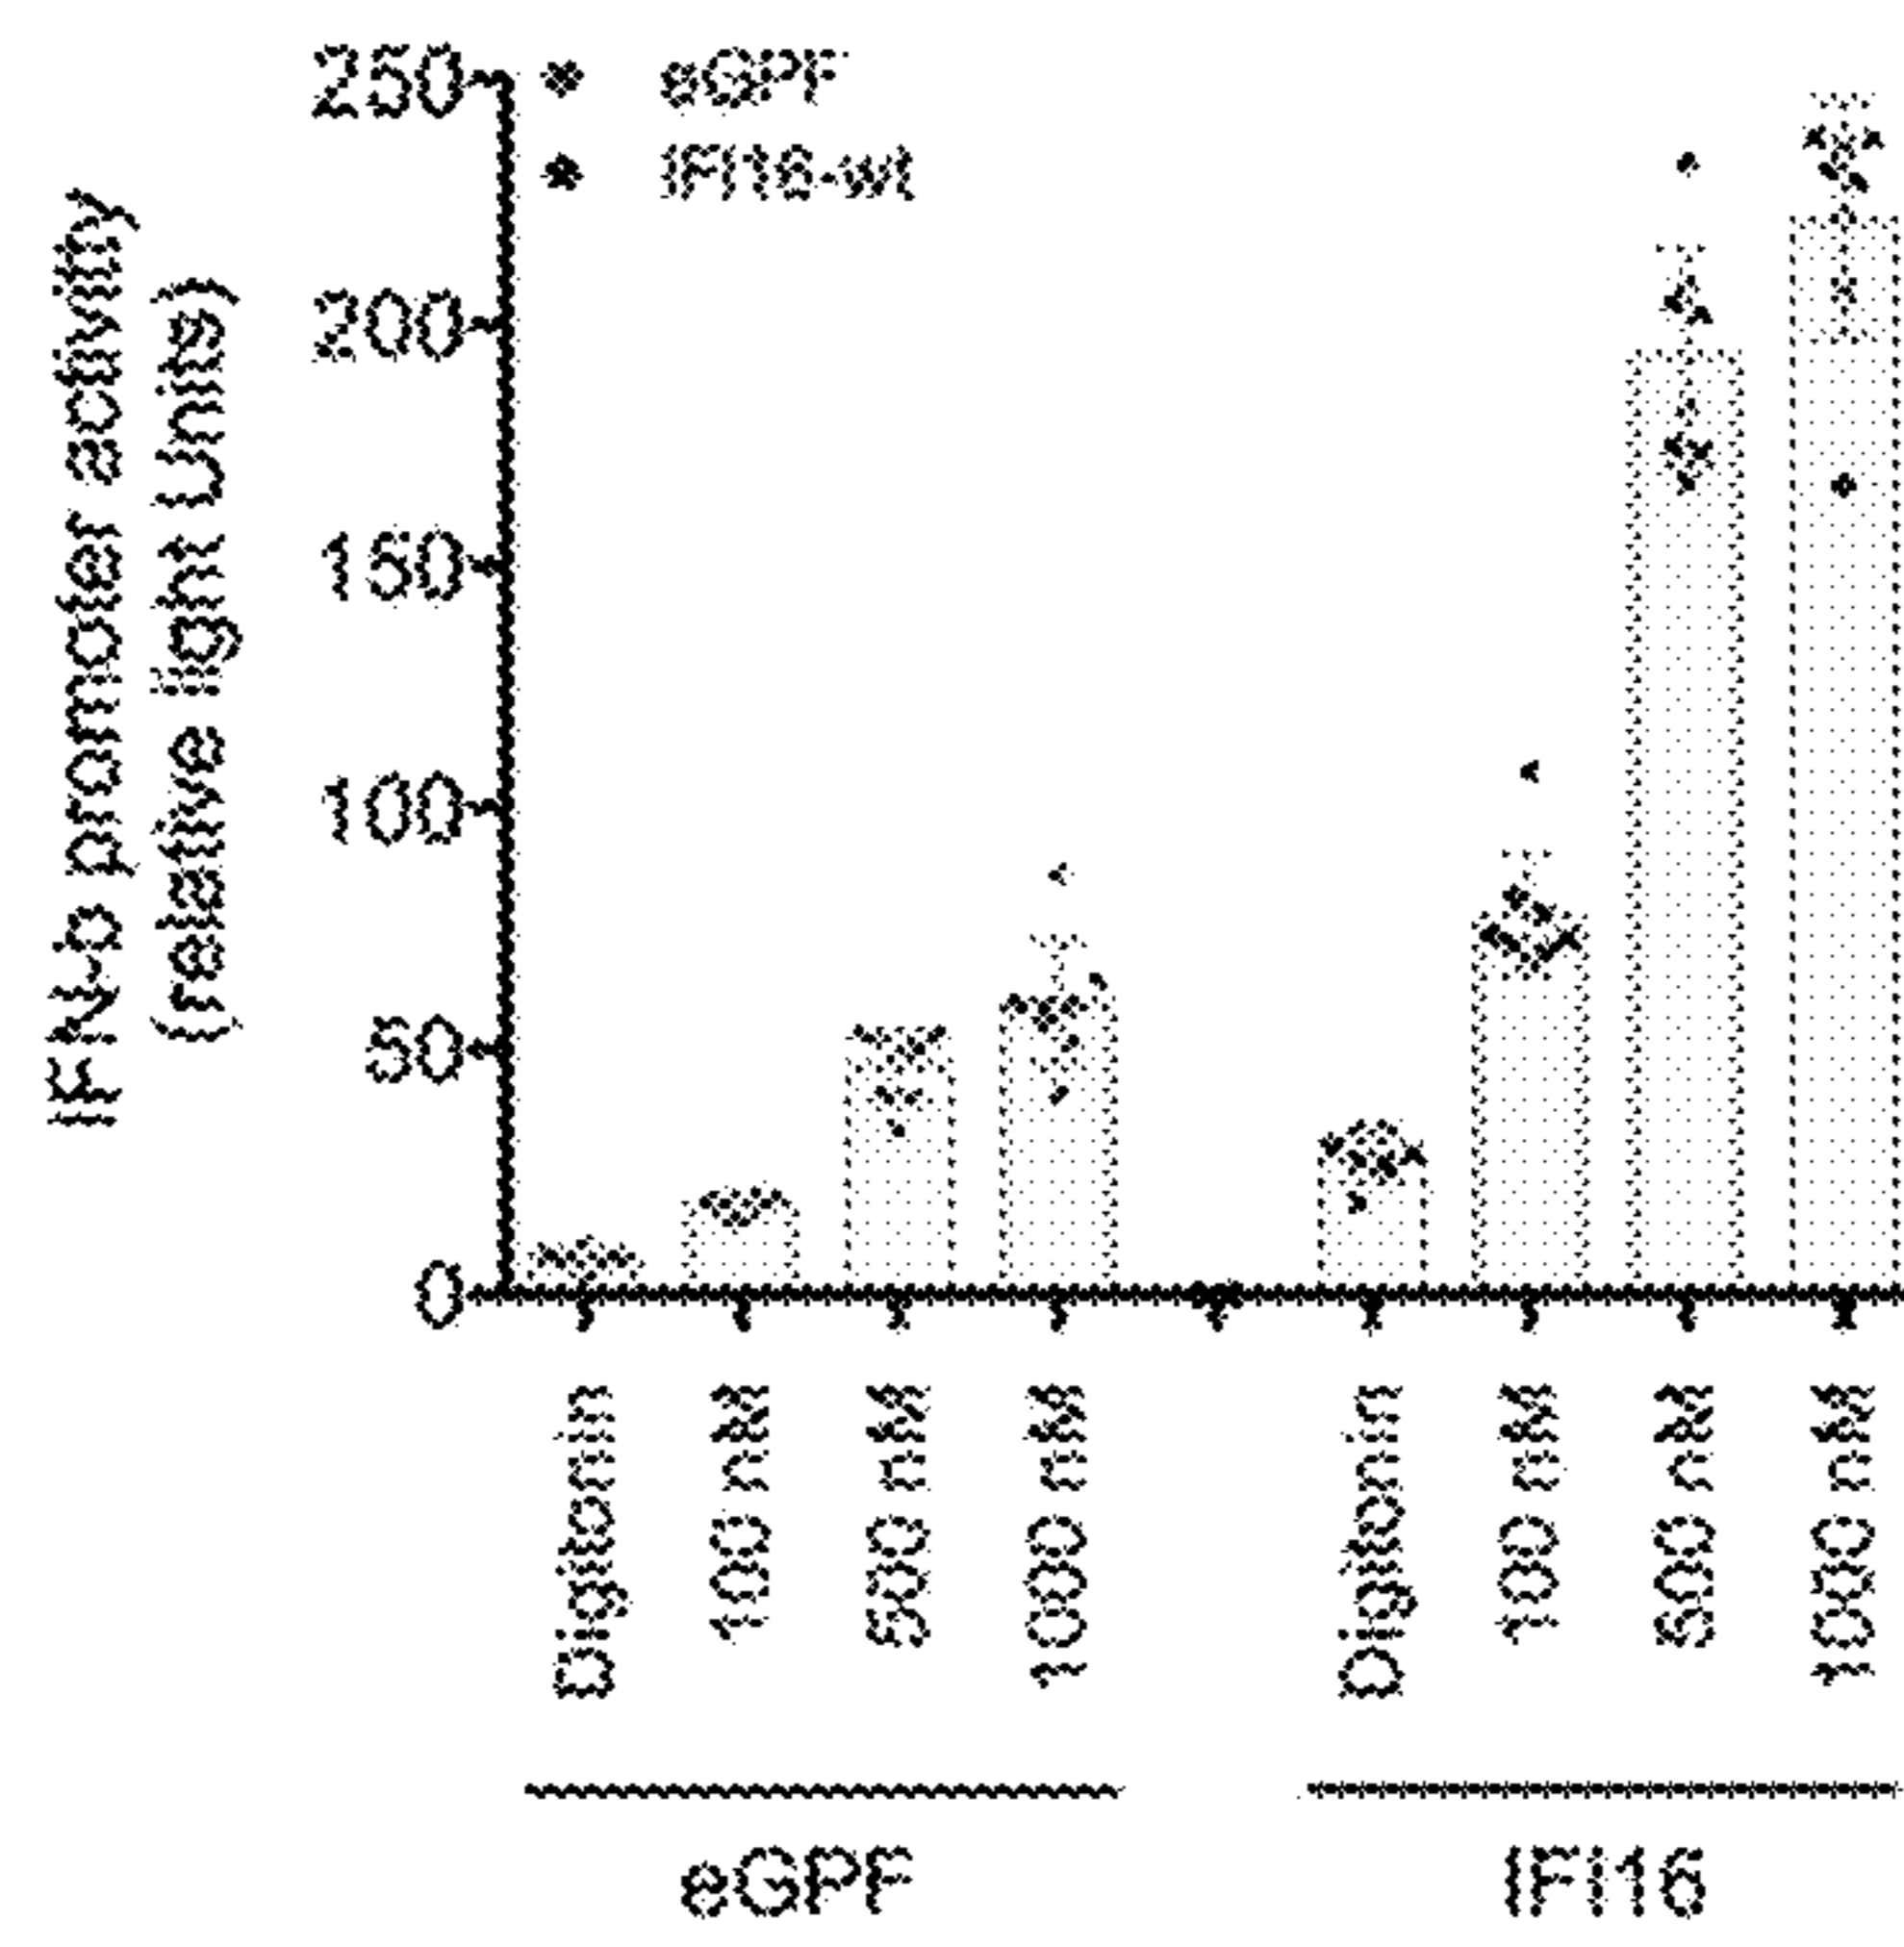 IFN-b promoter activity
(relative light Units)
250
200
150
100
50
0
eGPF
IFI16-wt
Digitonin
100 nM
500 nM
1000 nM
Digitonin
100 nM
500 nM
1000 nM
eGPF
IFI16